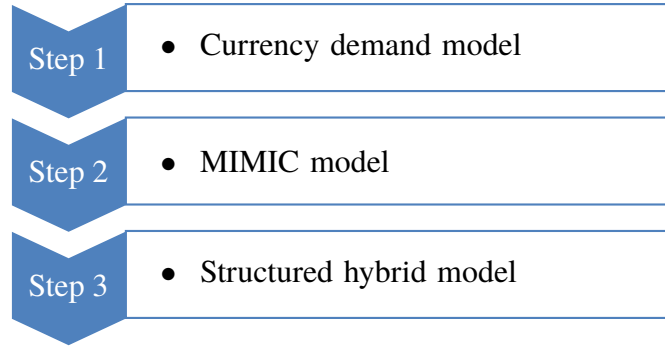 Step 1
• Currency demand model
Step 2
• MIMIC model
Step 3
• Structured hybrid model